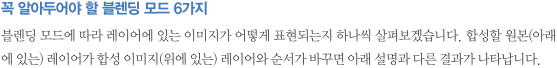 꼭 알아두어야 할 블렌딩 모드 6가지
블렌딩 모드에 따라 레이어에 있는 이미지가 어떻게 표현되는지 하나씩 살펴보겠습니다. 합성할 원본(아래
에 있는) 레이어가 합성 이미지(위에 있는) 레이어와 순서가 바꾸면 아래 설명과 다른 결과가 나타납니다.